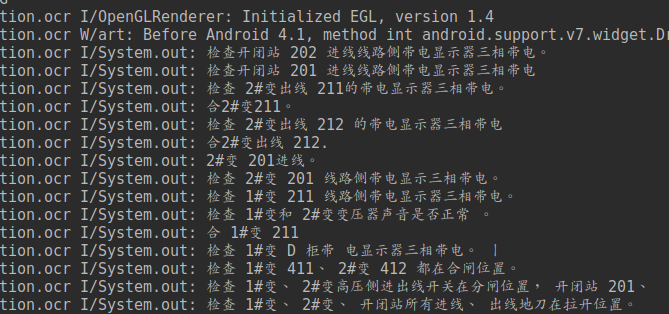 tion.ocr I/OpenGLRenderer: Initialized EGL, version 1.4
tion.ocr W/art: Before Android 4.1, method int android.support.v7.widget.Dr
tion.ocr I/System.out: 检查开闭站 202 进线线路侧带电显示器三相带电。
tion.ocr I/System.out: 检查开闭站 201 进线线路侧带电显示器三相带电
tion.ocr I/System.out: 检查 2#变出线 211的带电显示器三相带电。
tion.ocr I/System.out: 合2#变211。
tion.ocr I/System.out: 检查 2#变出线 212 的带电显示器三相带电
tion.ocr I/System.out: 合2#变出线 212.
tion.ocr I/System.out: 2#变 201进线。
tion.ocr I/System.out: 检查 2#变 201 线路侧带电显示三相带电。
tion.ocr I/System.out: 检查 1#变 211 线路侧带电显示器三相带电。
tion.ocr I/System.out: 检查 1#变和 2#变变压器声音是否正常 。
tion.ocr I/System.out: 合 1#变 211
tion.ocr I/System.out: 检查 1#变 D 柜带 电显示器三相带电。 |
tion.ocr I/System.out: 检查 1#变 411、 2#变 412 都在合闸位置。
tion.ocr I/System.out: 检查 1#变、 2#变高压侧进出线开关在分闸位置， 开闭站 201、
tion.ocr I/System.out: 检查 1#变、 2#变、 开闭站所有进线、 出线地刀在拉开位置。